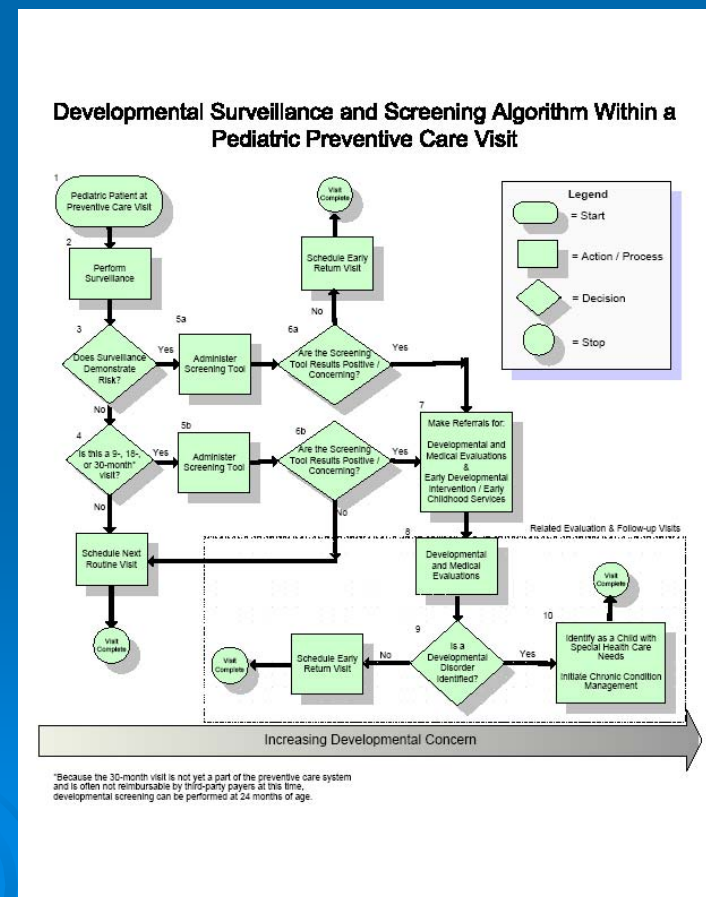 Developmental Surveillance and Screening Algorithm Within a
Pediatric Preventive Care Visit
1
Pediatric Patient at
Preventive Care Visit
2
Perform
Surveillance
3
Does Surveillance
Demonstrate
Risk?
Yes
No
5a
Administer
Screening Tool
6a
Are the Screening
Tool Results Positive /
Concerning?
Yes
No
Schedule Early
Return Visit
Visit
Complete
Legend
= Start
= Action / Process
= Decision
= Stop
4
Is this a 9-, 18-,
or 30-month*
visit?
Yes
No
5b
Administer
Screening Tool
6b
Are the Screening
Tool Results Positive /
Concerning?
Yes
No
7
Make Referrals for:
Developmental and
Medical Evaluations
&
Early Developmental
Intervention / Early
Childhood Services
Schedule Next
Routine Visit
Visit
Complete
Related Evaluation & Follow-up Visits
8
Developmental
and Medical
Evaluations
9
Is a
Developmental
Disorder
Identified?
No
Yes
Schedule Early
Return Visit
Visit
Complete
10
Identify as a Child with
Special Health Care
Needs
Initiate Chronic Condition
Management
Visit
Complete
Increasing Developmental Concern
*Because the 30-month visit is not yet a part of the preventive care system
and is often not reimbursable by third-party payers at this time,
developmental screening can be performed at 24 months of age.